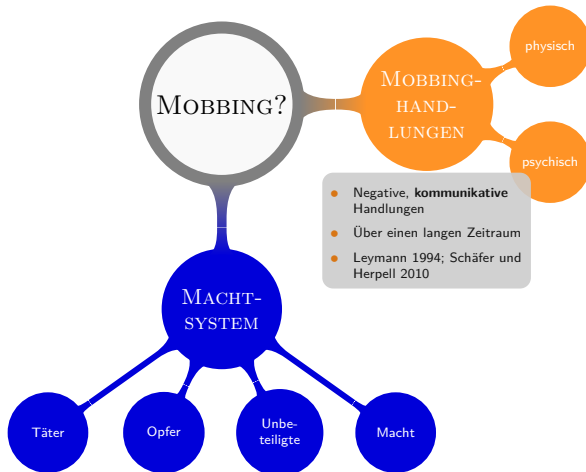 MOBBING?
MOBBING-
HAND-
LUNGEN
physisch
psychisch
Negative, kommunikative
Handlungen
Über einen langen Zeitraum
Leymann 1994; Schäfer und
Herpell 2010
MACHT-
SYSTEM
Täter
Opfer
Unbe-
teiligte
Macht